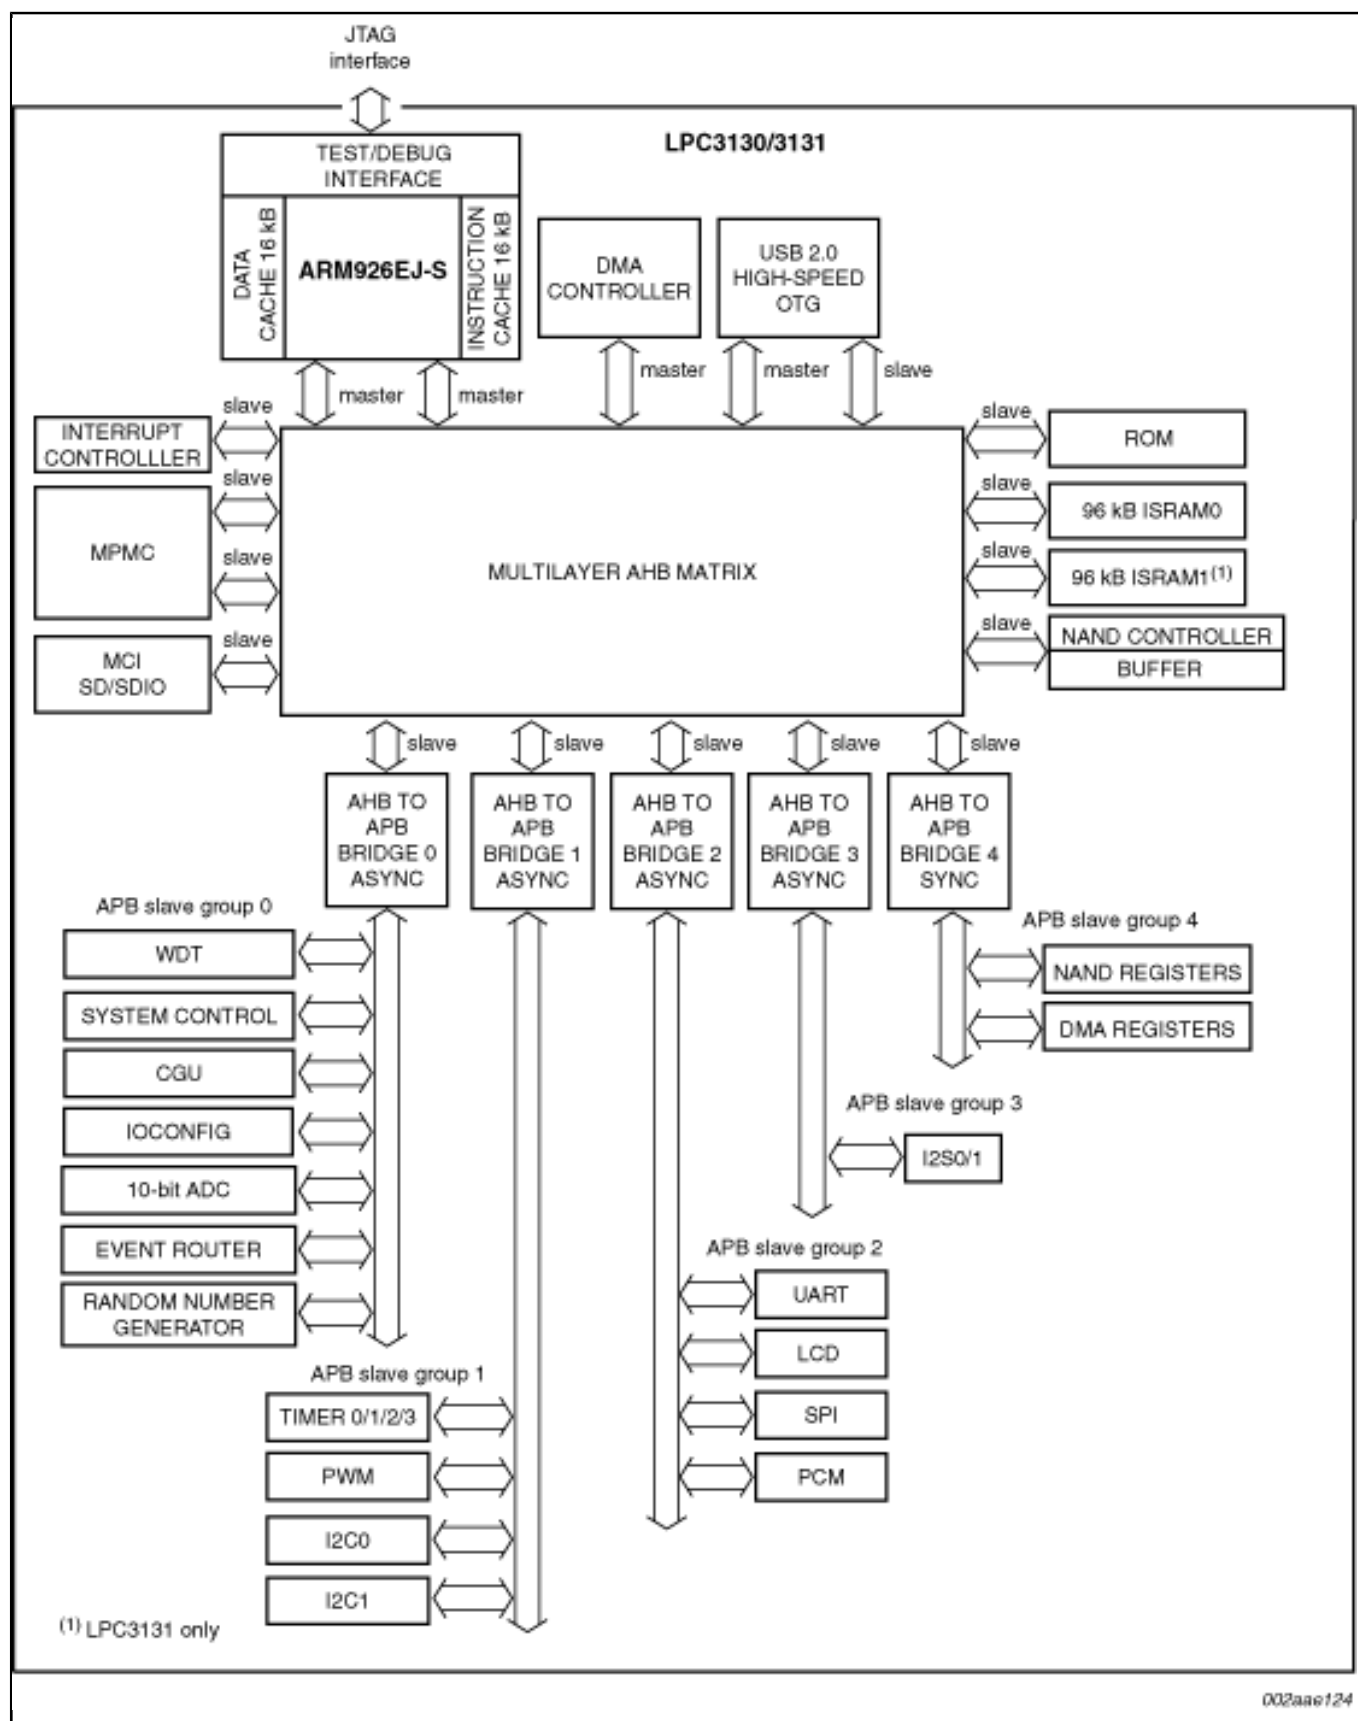 JTAG
interface
LPC3130/3131
TEST/DEBUG
INTERFACE
DATA
CACHE 16 kB
ARM926EJ-S
INSTRUCTION
CACHE 16 kB
DMA
CONTROLLER
USB 2.0
HIGH-SPEED
OTG
master
master
master
master
slave
slave
INTERRUPT
CONTROLLLER
slave
MPMC
slave
slave
MCI
SD/SDIO
MULTILAYER AHB MATRIX
slave
ROM
slave
96 kB ISRAM0
slave
96 kB ISRAM1(1)
slave
NAND CONTROLLER
BUFFER
slave
slave
slave
slave
slave
AHB TO
APB
BRIDGE 0
ASYNC
AHB TO
APB
BRIDGE 1
ASYNC
AHB TO
APB
BRIDGE 2
ASYNC
AHB TO
APB
BRIDGE 3
ASYNC
AHB TO
APB
BRIDGE 4
SYNC
APB slave group 0
WDT
SYSTEM CONTROL
CGU
IOCONFIG
10-bit ADC
EVENT ROUTER
RANDOM NUMBER
GENERATOR
APB slave group 4
NAND REGISTERS
DMA REGISTERS
APB slave group 3
I2S0/1
APB slave group 2
UART
LCD
SPI
PCM
APB slave group 1
TIMER 0/1/2/3
PWM
I2C0
I2C1
(1) LPC3131 only
002aae124